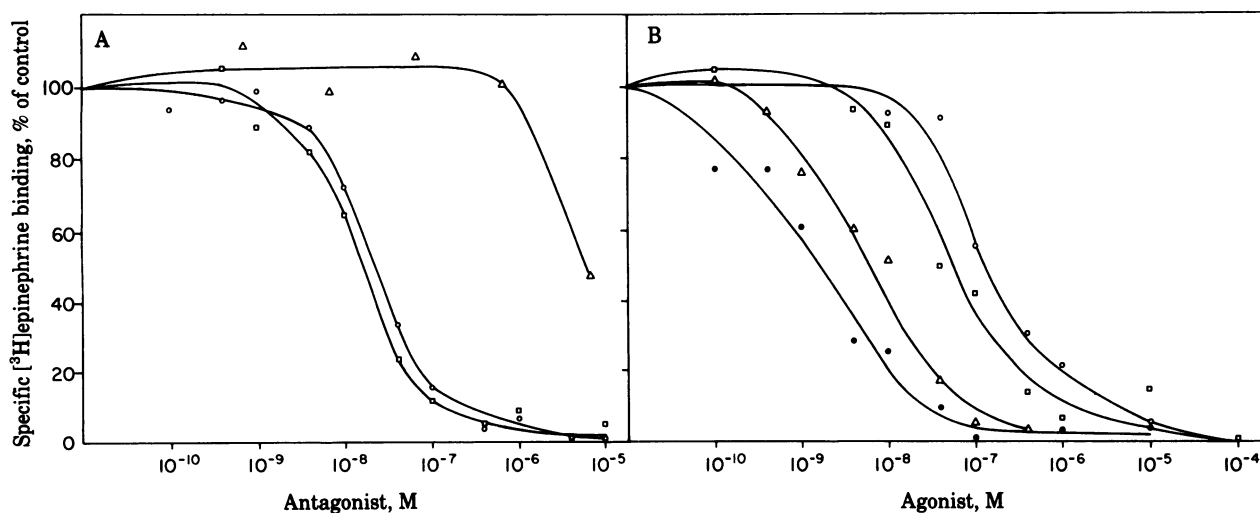 A
B
Specific [³H]epinephrine binding, % of control
100
80
60
40
20
0
10⁻¹⁰ 10⁻⁹ 10⁻⁸ 10⁻⁷ 10⁻⁶ 10⁻⁵
10⁻¹⁰ 10⁻⁹ 10⁻⁸ 10⁻⁷ 10⁻⁶ 10⁻⁵ 10⁻⁴
Antagonist, M
Agonist, M